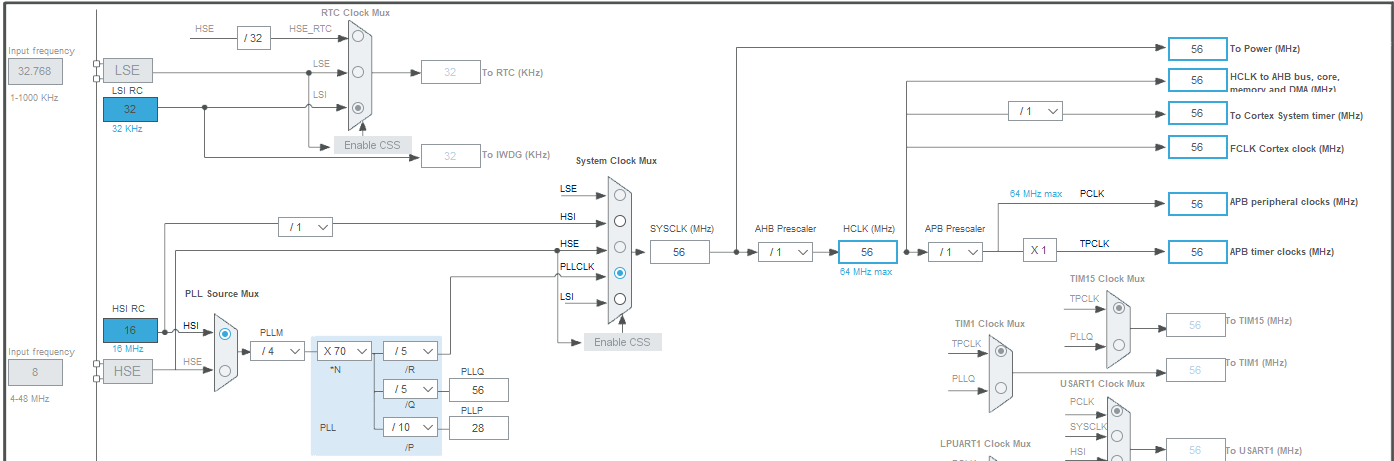 RTC Clock Mux
HSE
/ 32
HSE_RTC
Input frequency
32.768
1-1000 KHz
LSE
LSE
32
To RTC (KHz)
LSI RC
32
32 KHz
LSI
Enable CSS
32
To IWDG (KHz)
System Clock Mux
LSE
/ 1
HSI
HSE
PLLCLK
LSI
Enable CSS
SYSCLK (MHz)
56
AHB Prescaler
/ 1
HCLK (MHz)
56
64 MHz max
APB Prescaler
/ 1
56
To Power (MHz)
56
HCLK to AHB bus, core,
memory and DMA (MHz)
/ 1
56
To Cortex System timer (MHz)
56
FCLK Cortex clock (MHz)
64 MHz max
PCLK
56
APB peripheral clocks (MHz)
X 1
TPCLK
56
APB timer clocks (MHz)
PLL Source Mux
HSI RC
16
16 MHz
HSI
Input frequency
8
4-48 MHz
HSE
HSE
PLLM
/ 4
X 70
*N
/ 5
/R
/ 5
/Q
PLLQ
56
/ 10
/P
PLLP
28
PLL
TIM15 Clock Mux
TPCLK
PLLQ
56
To TIM15 (MHz)
TIM1 Clock Mux
TPCLK
PLLQ
56
To TIM1 (MHz)
USART1 Clock Mux
PCLK
SYSCLK
HSI
56
To USART1 (MHz)
LPUART1 Clock Mux